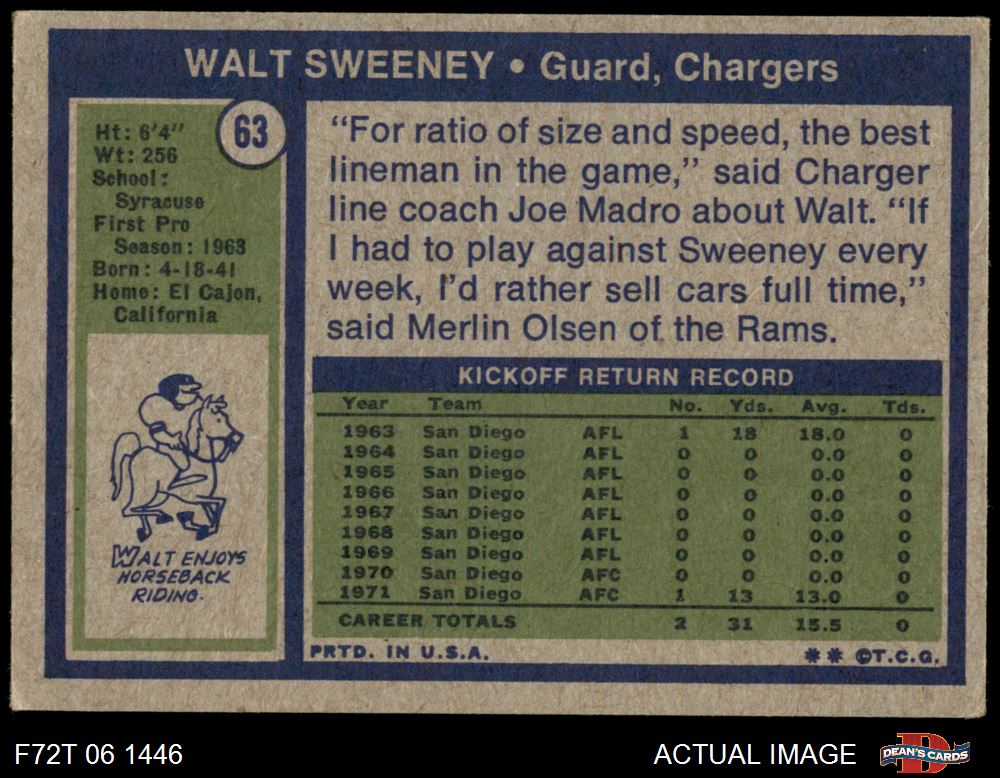 WALT SWEENEY • Guard, Chargers
63
Ht: 6'4"
Wt: 256
School:
Syracuse
First Pro
Season: 1963
Born: 4-18-41
Home: El Cajon,
California
WALT ENJOYS
HORSEBACK
RIDING.
"For ratio of size and speed, the best
lineman in the game," said Charger
line coach Joe Madro about Walt. "If
I had to play against Sweeney every
week, I'd rather sell cars full time,"
said Merlin Olsen of the Rams.
KICKOFF RETURN RECORD
Year Team No. Yds. Avg. Tds.
1963 San Diego AFL 1 18 18.0 0
1964 San Diego AFL 0 0 0.0 0
1965 San Diego AFL 0 0 0.0 0
1966 San Diego AFL 0 0 0.0 0
1967 San Diego AFL 0 0 0.0 0
1968 San Diego AFL 0 0 0.0 0
1969 San Diego AFL 0 0 0.0 0
1970 San Diego AFC 0 0 0.0 0
1971 San Diego AFC 1 13 13.0 0
CAREER TOTALS 2 31 15.5 0
PRTD. IN U.S.A. ** ©T.C.G.
F72T 06 1446 ACTUAL IMAGE
D
DEAN'S CARDS